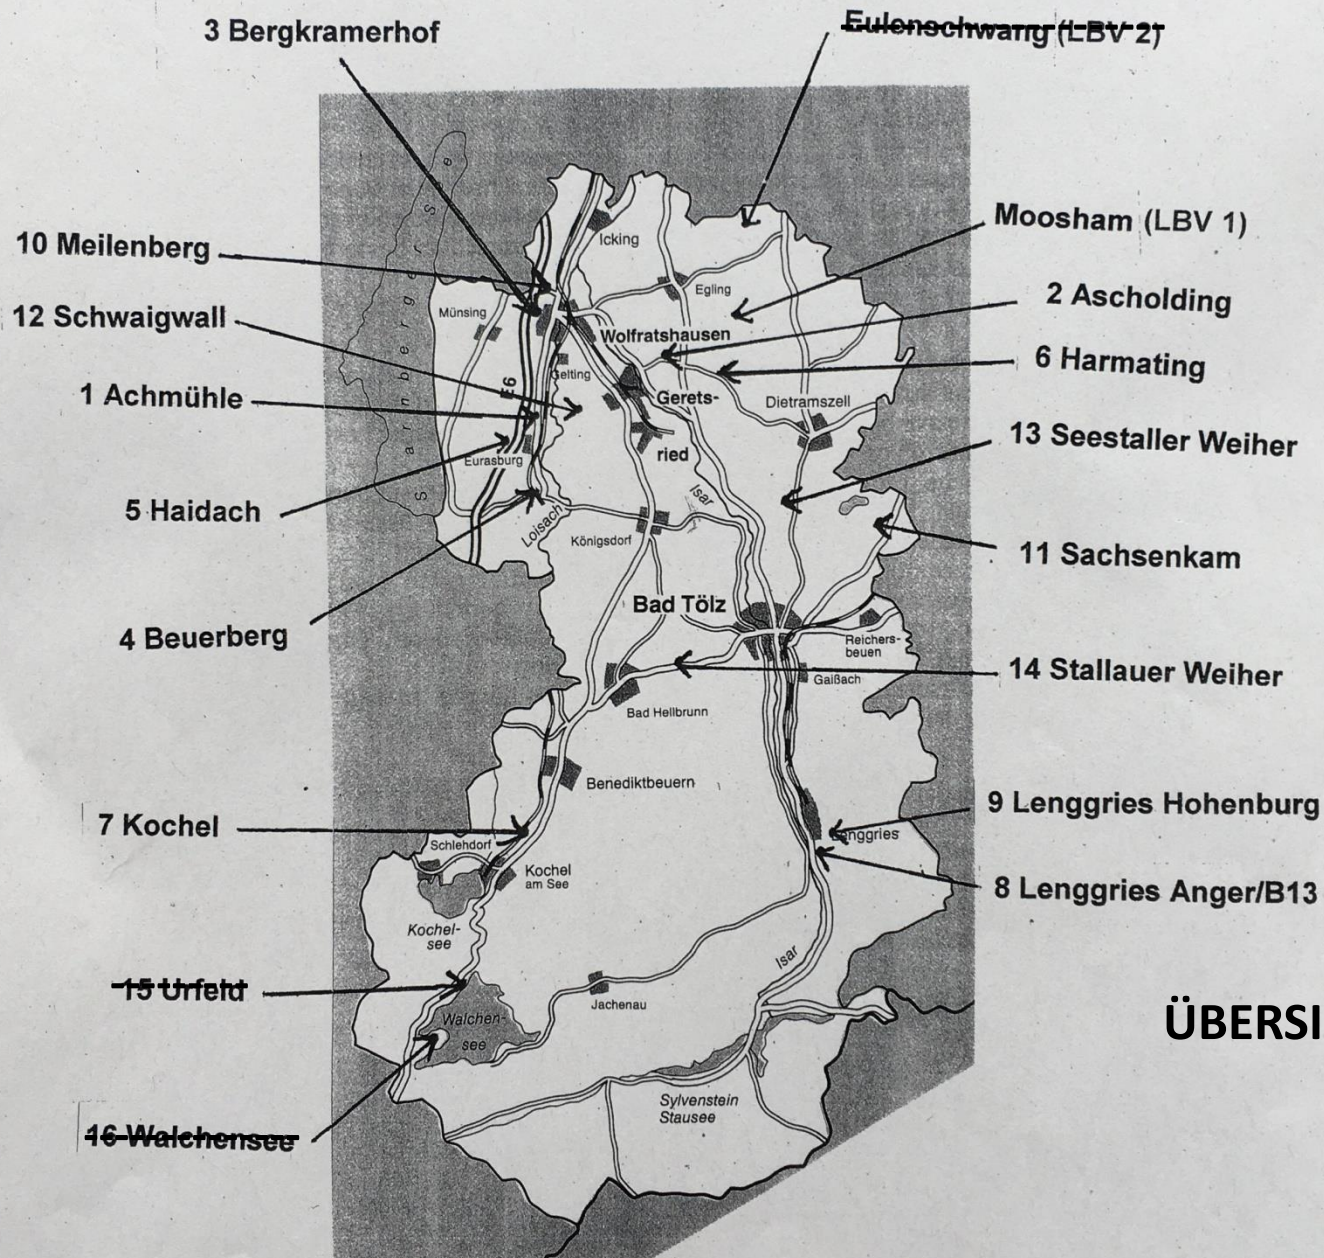 3 Bergkramerhof
Eulenschwang (LBV 2)
10 Meilenberg
Moosham (LBV 1)
12 Schwaigwall
2 Ascholding
1 Achmühle
6 Harmating
5 Haidach
13 Seestaller Weiher
4 Beuerberg
11 Sachsenkam
14 Stallauer Weiher
7 Kochel
9 Lenggries Hohenburg
8 Lenggries Anger/B13
15 Urfeld
16 Walchensee
ÜBERSI
Starnberger See
Icking
Egling
Münsing
Wolfratshausen
Gelting
E6
Gerets-
ried
Dietramszell
Eurasburg
Isar
Loisach
Königsdorf
Bad Tölz
Reichers-
beuen
Gaißach
Bad Heilbrunn
Benediktbeuern
Lenggries
Schlehdorf
Kochel
am See
Kochel-
see
Isar
Jachenau
Walchen-
see
Sylvenstein
Stausee